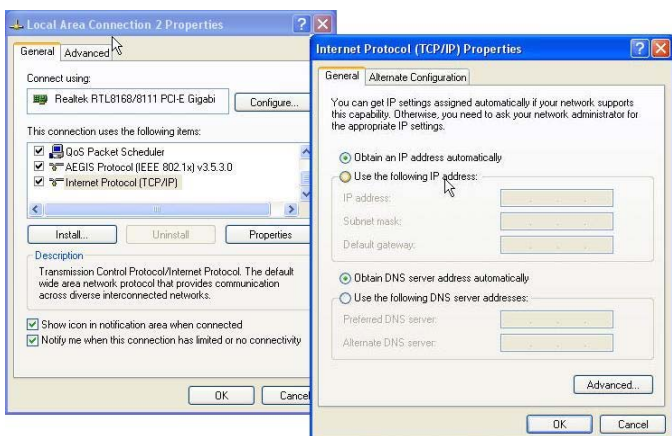 Local Area Connection 2 Properties
General Advanced
Connect using:
Realtek RTL8168/8111 PCI-E Gigabi
Configure...
This connection uses the following items:
QoS Packet Scheduler
AEGIS Protocol (IEEE 802.1x) v3.5.3.0
Internet Protocol (TCP/IP)
Install... Uninstall Properties
Description
Transmission Control Protocol/Internet Protocol. The default
wide area network protocol that provides communication
across diverse interconnected networks.
Show icon in notification area when connected
Notify me when this connection has limited or no connectivity
OK Cancel
Internet Protocol (TCP/IP) Properties
General Alternate Configuration
You can get IP settings assigned automatically if your network supports
this capability. Otherwise, you need to ask your network administrator for
the appropriate IP settings.
Obtain an IP address automatically
Use the following IP address:
IP address:
Subnet mask:
Default gateway:
Obtain DNS server address automatically
Use the following DNS server addresses:
Preferred DNS server:
Alternate DNS server:
Advanced...
OK Cancel